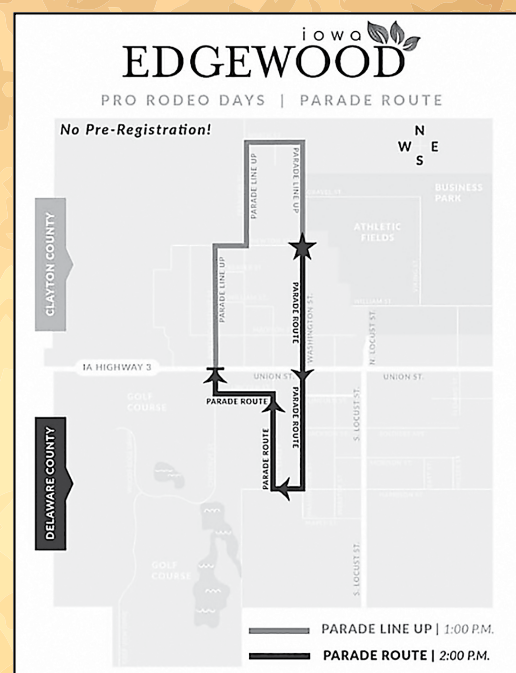 iowa
EDGEWOOD
PRO RODEO DAYS | PARADE ROUTE
No Pre-Registration!
N
W E
S
PARADE LINE UP
PARADE LINE UP
BUSINESS
PARK
ATHLETIC
FIELDS
CLAYTON COUNTY
PARADE LINE UP
PARADE ROUTE
WASHINGTON ST.
N. LOCUST ST.
IA HIGHWAY 3
UNION ST.
UNION ST.
GOLF
COURSE
PARADE ROUTE
PARADE ROUTE
S. LOCUST ST.
DELAWARE COUNTY
PARADE ROUTE
GOLF
COURSE
S. LOCUST ST.
PARADE LINE UP | 1:00 P.M.
PARADE ROUTE | 2:00 P.M.